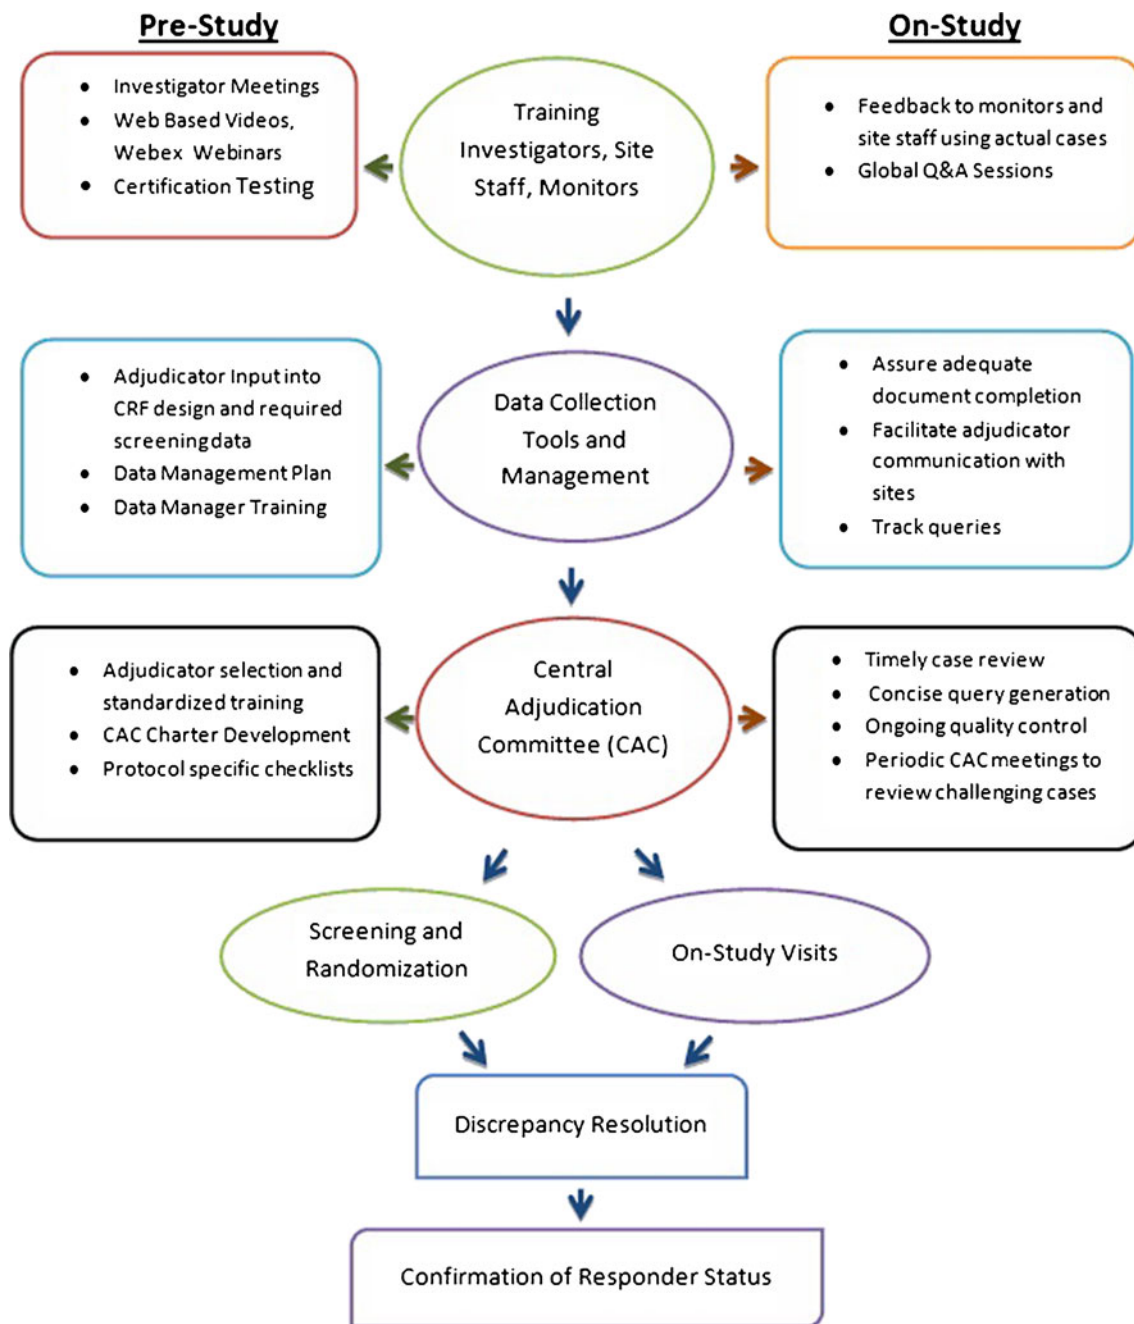 Pre-Study
On-Study
Investigator Meetings
Web Based Videos,
Webex Webinars
Certification Testing
Training
Investigators, Site
Staff, Monitors
Feedback to monitors and
site staff using actual cases
Global Q&A Sessions
Adjudicator Input into
CRF design and required
screening data
Data Management Plan
Data Manager Training
Data Collection
Tools and
Management
Assure adequate
document completion
Facilitate adjudicator
communication with
sites
Track queries
Adjudicator selection and
standardized training
CAC Charter Development
Protocol specific checklists
Central
Adjudication
Committee (CAC)
Timely case review
Concise query generation
Ongoing quality control
Periodic CAC meetings to
review challenging cases
Screening and
Randomization
On-Study Visits
Discrepancy Resolution
Confirmation of Responder Status